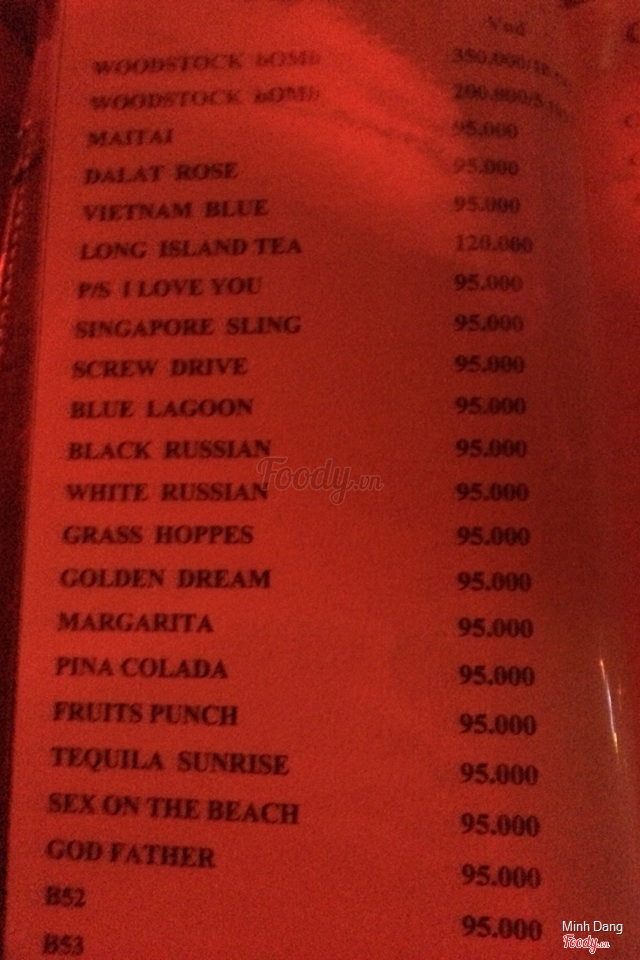 Vnd
WOODSTOCK bOMb
WOODSTOCK bOMb
MAITAI 95.000
DALAT ROSE 95.000
VIETNAM BLUE 95.000
LONG ISLAND TEA 120.000
P/S I LOVE YOU 95.000
SINGAPORE SLING 95.000
SCREW DRIVE 95.000
BLUE LAGOON 95.000
BLACK RUSSIAN 95.000
Foody.vn
WHITE RUSSIAN 95.000
GRASS HOPPES 95.000
GOLDEN DREAM 95.000
MARGARITA 95.000
PINA COLADA 95.000
FRUITS PUNCH 95.000
TEQUILA SUNRISE 95.000
SEX ON THE BEACH 95.000
GOD FATHER 95.000
B52 95.000
B53
Minh Dang
Foody.vn